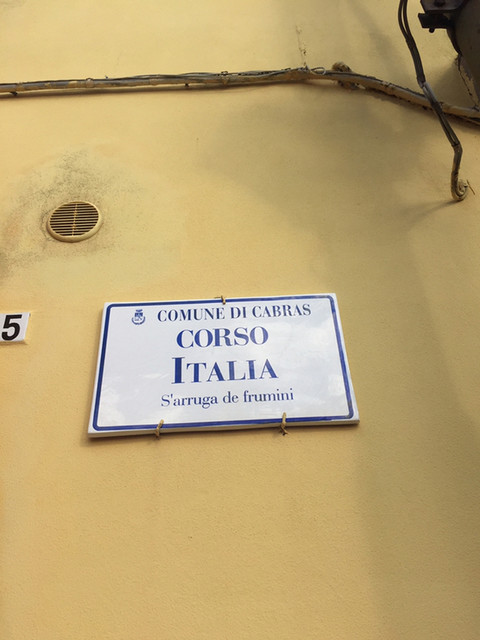 COMUNE DI CABRAS
CORSO
ITALIA
S'arruga de frumini
5